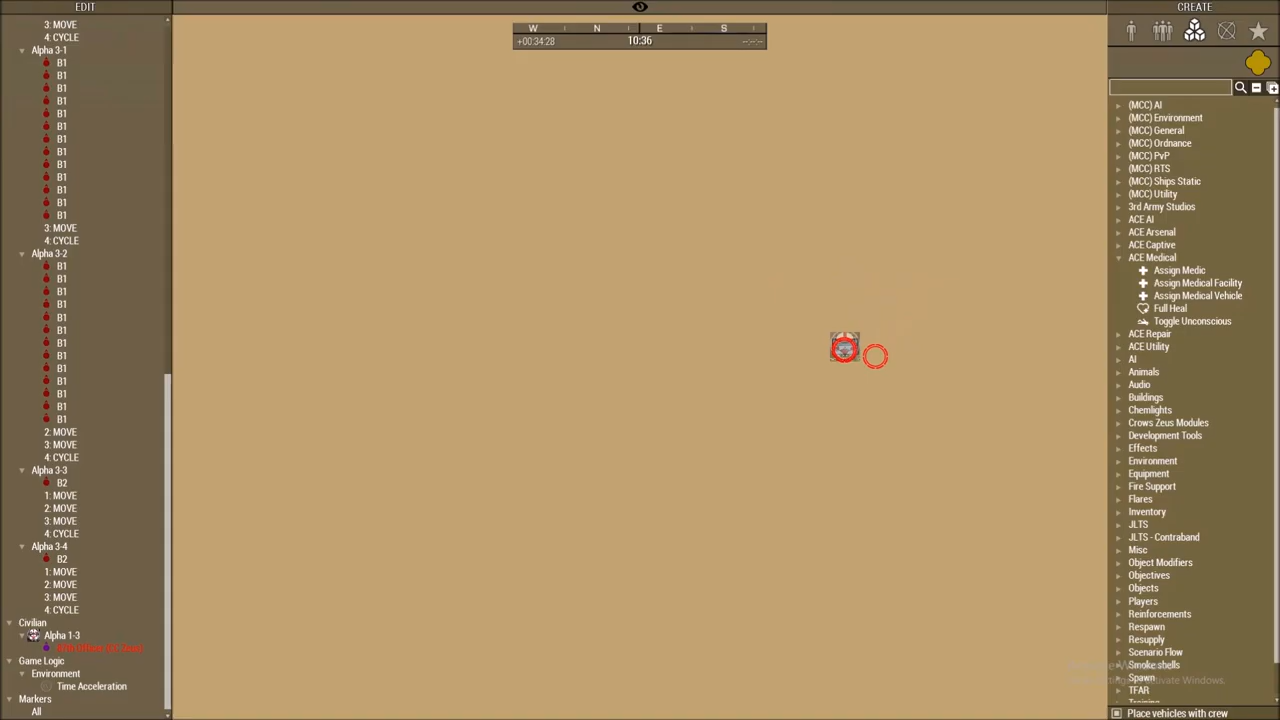 EDIT
3: MOVE
4: CYCLE
Alpha 3-1
B1
B1
B1
B1
B1
B1
B1
B1
B1
B1
B1
B1
B1
3: MOVE
4: CYCLE
Alpha 3-2
B1
B1
B1
B1
B1
B1
B1
B1
B1
B1
B1
B1
B1
2: MOVE
3: MOVE
4: CYCLE
Alpha 3-3
B2
1: MOVE
2: MOVE
3: MOVE
4: CYCLE
Alpha 3-4
B2
1: MOVE
2: MOVE
3: MOVE
4: CYCLE
Civilian
Alpha 1-3
Game Logic
Environment
Time Acceleration
Markers
All
W N E S
+00:34:28 10:36 --:--
CREATE
(MCC) AI
(MCC) Environment
(MCC) General
(MCC) Ordnance
(MCC) PvP
(MCC) RTS
(MCC) Ships Static
(MCC) Utility
3rd Army Studios
ACE AI
ACE Arsenal
ACE Captive
ACE Medical
Assign Medic
Assign Medical Facility
Assign Medical Vehicle
Full Heal
Toggle Unconscious
ACE Repair
ACE Utility
AI
Animals
Audio
Buildings
Chemlights
Crows Zeus Modules
Development Tools
Effects
Environment
Equipment
Fire Support
Flares
Inventory
JLTS
JLTS - Contraband
Misc
Object Modifiers
Objectives
Objects
Players
Reinforcements
Respawn
Resupply
Scenario Flow
Smoke shells
Spawn
TFAR
Place vehicles with crew